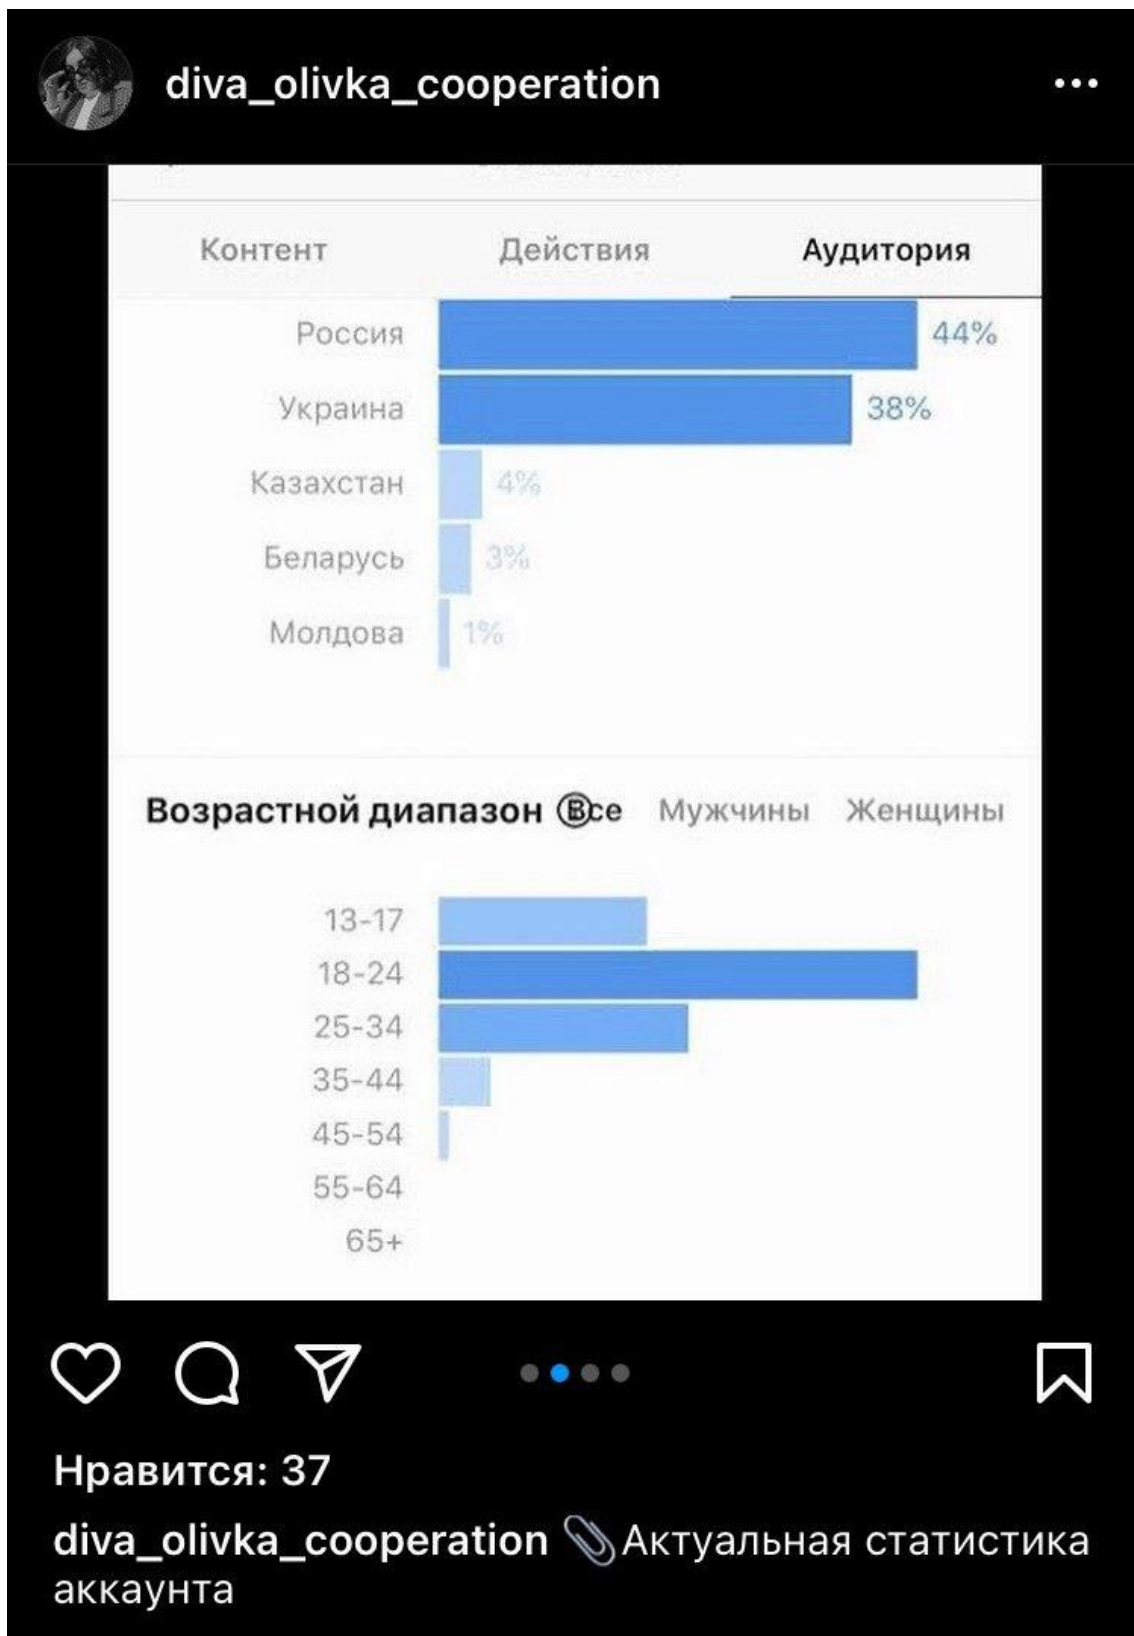 diva_olivka_cooperation
Контент Действия Аудитория
Россия 44%
Украина 38%
Казахстан 4%
Беларусь 3%
Молдова 1%
Возрастной диапазон Все Мужчины Женщины
13-17
18-24
25-34
35-44
45-54
55-64
65+
Нравится: 37
diva_olivka_cooperation 📎Актуальная статистика
аккаунта